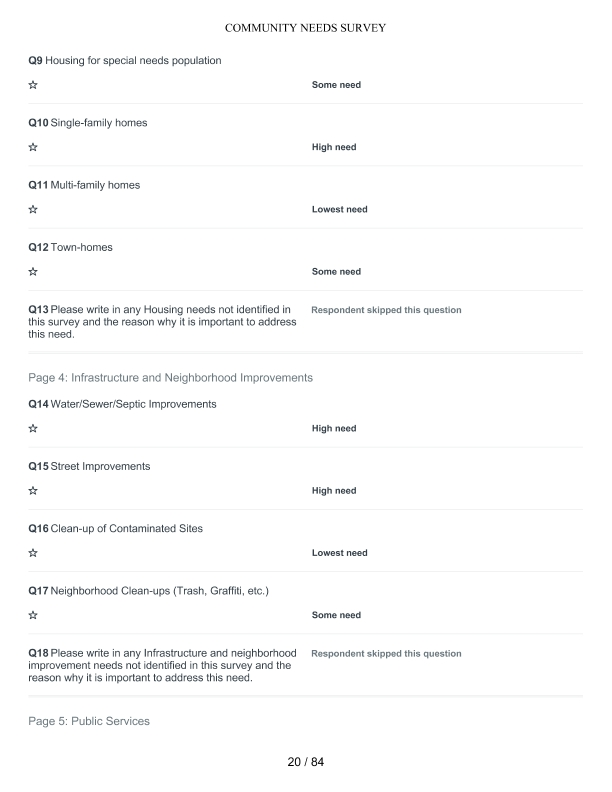 COMMUNITY NEEDS SURVEY
Q9 Housing for special needs population
☆ Some need
Q10 Single-family homes
☆ High need
Q11 Multi-family homes
☆ Lowest need
Q12 Town-homes
☆ Some need
Q13 Please write in any Housing needs not identified in
this survey and the reason why it is important to address
this need.
Respondent skipped this question
Page 4: Infrastructure and Neighborhood Improvements
Q14 Water/Sewer/Septic Improvements
☆ High need
Q15 Street Improvements
☆ High need
Q16 Clean-up of Contaminated Sites
☆ Lowest need
Q17 Neighborhood Clean-ups (Trash, Graffiti, etc.)
☆ Some need
Q18 Please write in any Infrastructure and neighborhood
improvement needs not identified in this survey and the
reason why it is important to address this need.
Respondent skipped this question
Page 5: Public Services
20 / 84